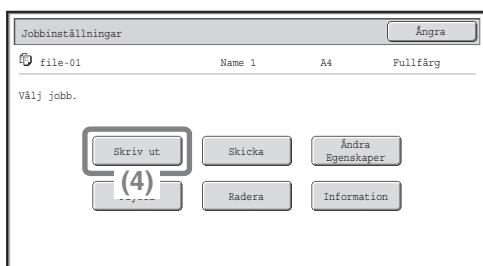 Jobbinställningar
Ångra
file-01 Name 1 A4 Fullfärg
Välj jobb.
Skriv ut
Skicka
Ändra
Egenskaper
(4)
Radera
Information